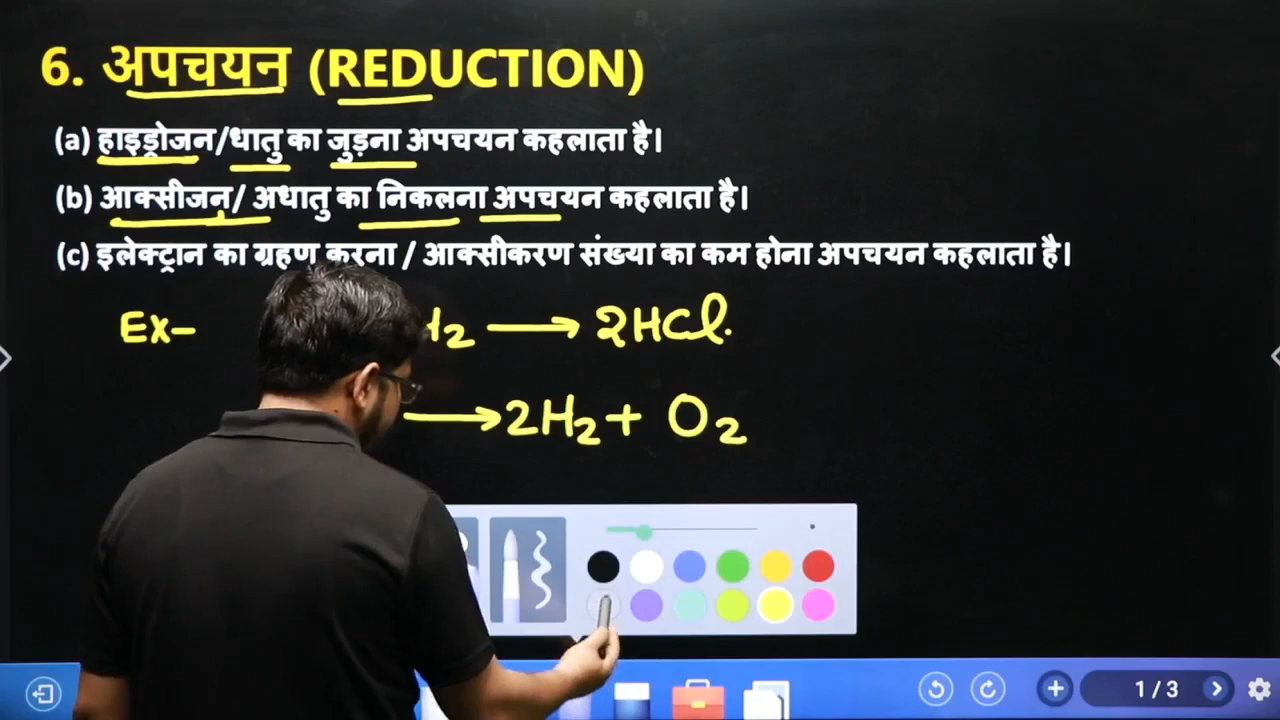 6. अपचयन (REDUCTION)
(a) हाइड्रोजन/धातु का जुड़ना अपचयन कहलाता है।
(b) आक्सीजन/ अधातु का निकलना अपचयन कहलाता है।
(c) इलेक्ट्रान का ग्रहण करना / आक्सीकरण संख्या का कम होना अपचयन कहलाता है।
Ex- H₂ ⟶ 2HCl.
⟶ 2H₂ + O₂
1 / 3